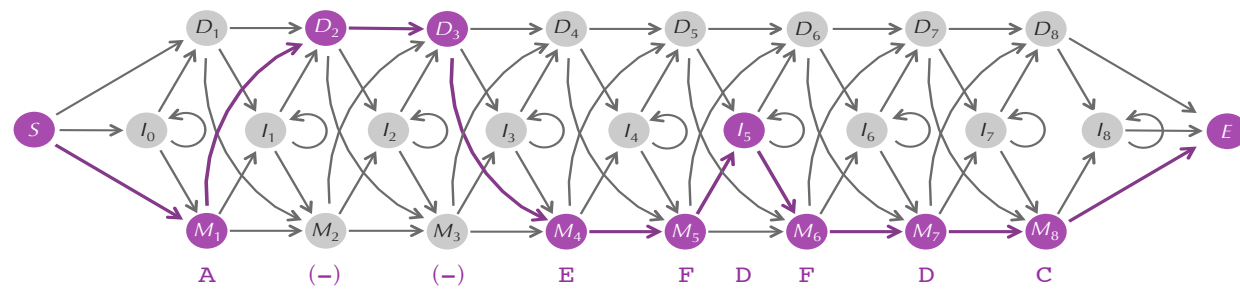 D1 D2 D3 D4 D5 D6 D7 D8
S I0 I1 I2 I3 I4 I5 I6 I7 I8 E
M1 M2 M3 M4 M5 M6 M7 M8
A (–) (–) E F D F D C